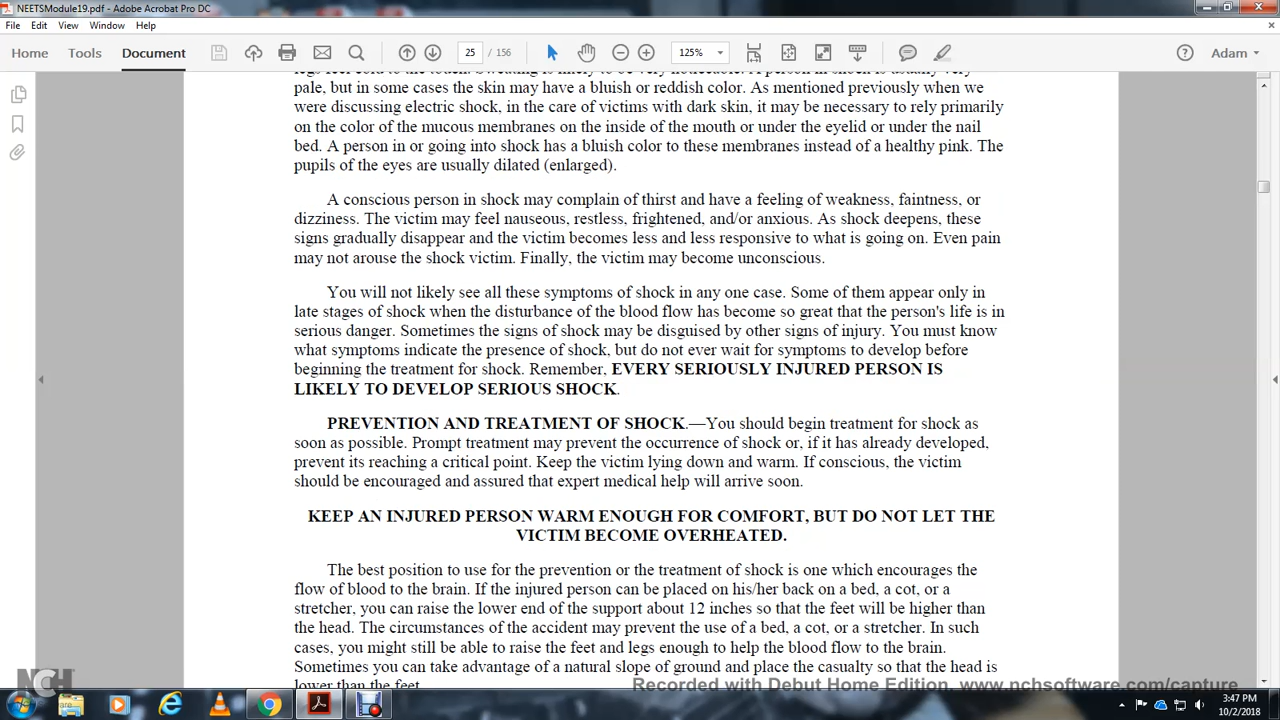 NEETSModule19.pdf - Adobe Acrobat Pro DC
File Edit View Window Help
Home Tools Document 25 / 156 125% Adam
legs feel cold to the touch. Sweating is likely to be very noticeable. A person in shock is usually very
pale, but in some cases the skin may have a bluish or reddish color. As mentioned previously when we
were discussing electric shock, in the care of victims with dark skin, it may be necessary to rely primarily
on the color of the mucous membranes on the inside of the mouth or under the eyelid or under the nail
bed. A person in or going into shock has a bluish color to these membranes instead of a healthy pink. The
pupils of the eyes are usually dilated (enlarged).
A conscious person in shock may complain of thirst and have a feeling of weakness, faintness, or
dizziness. The victim may feel nauseous, restless, frightened, and/or anxious. As shock deepens, these
signs gradually disappear and the victim becomes less and less responsive to what is going on. Even pain
may not arouse the shock victim. Finally, the victim may become unconscious.
You will not likely see all these symptoms of shock in any one case. Some of them appear only in
late stages of shock when the disturbance of the blood flow has become so great that the person's life is in
serious danger. Sometimes the signs of shock may be disguised by other signs of injury. You must know
what symptoms indicate the presence of shock, but do not ever wait for symptoms to develop before
beginning the treatment for shock. Remember, EVERY SERIOUSLY INJURED PERSON IS
LIKELY TO DEVELOP SERIOUS SHOCK.
PREVENTION AND TREATMENT OF SHOCK.—You should begin treatment for shock as
soon as possible. Prompt treatment may prevent the occurrence of shock or, if it has already developed,
prevent its reaching a critical point. Keep the victim lying down and warm. If conscious, the victim
should be encouraged and assured that expert medical help will arrive soon.
KEEP AN INJURED PERSON WARM ENOUGH FOR COMFORT, BUT DO NOT LET THE
VICTIM BECOME OVERHEATED.
The best position to use for the prevention or the treatment of shock is one which encourages the
flow of blood to the brain. If the injured person can be placed on his/her back on a bed, a cot, or a
stretcher, you can raise the lower end of the support about 12 inches so that the feet will be higher than
the head. The circumstances of the accident may prevent the use of a bed, a cot, or a stretcher. In such
cases, you might still be able to raise the feet and legs enough to help the blood flow to the brain.
Sometimes you can take advantage of a natural slope of ground and place the casualty so that the head is
lower than the feet.
NCH
Recorded with Debut Home Edition. www.nchsoftware.com/capture
3:47 PM
10/2/2018